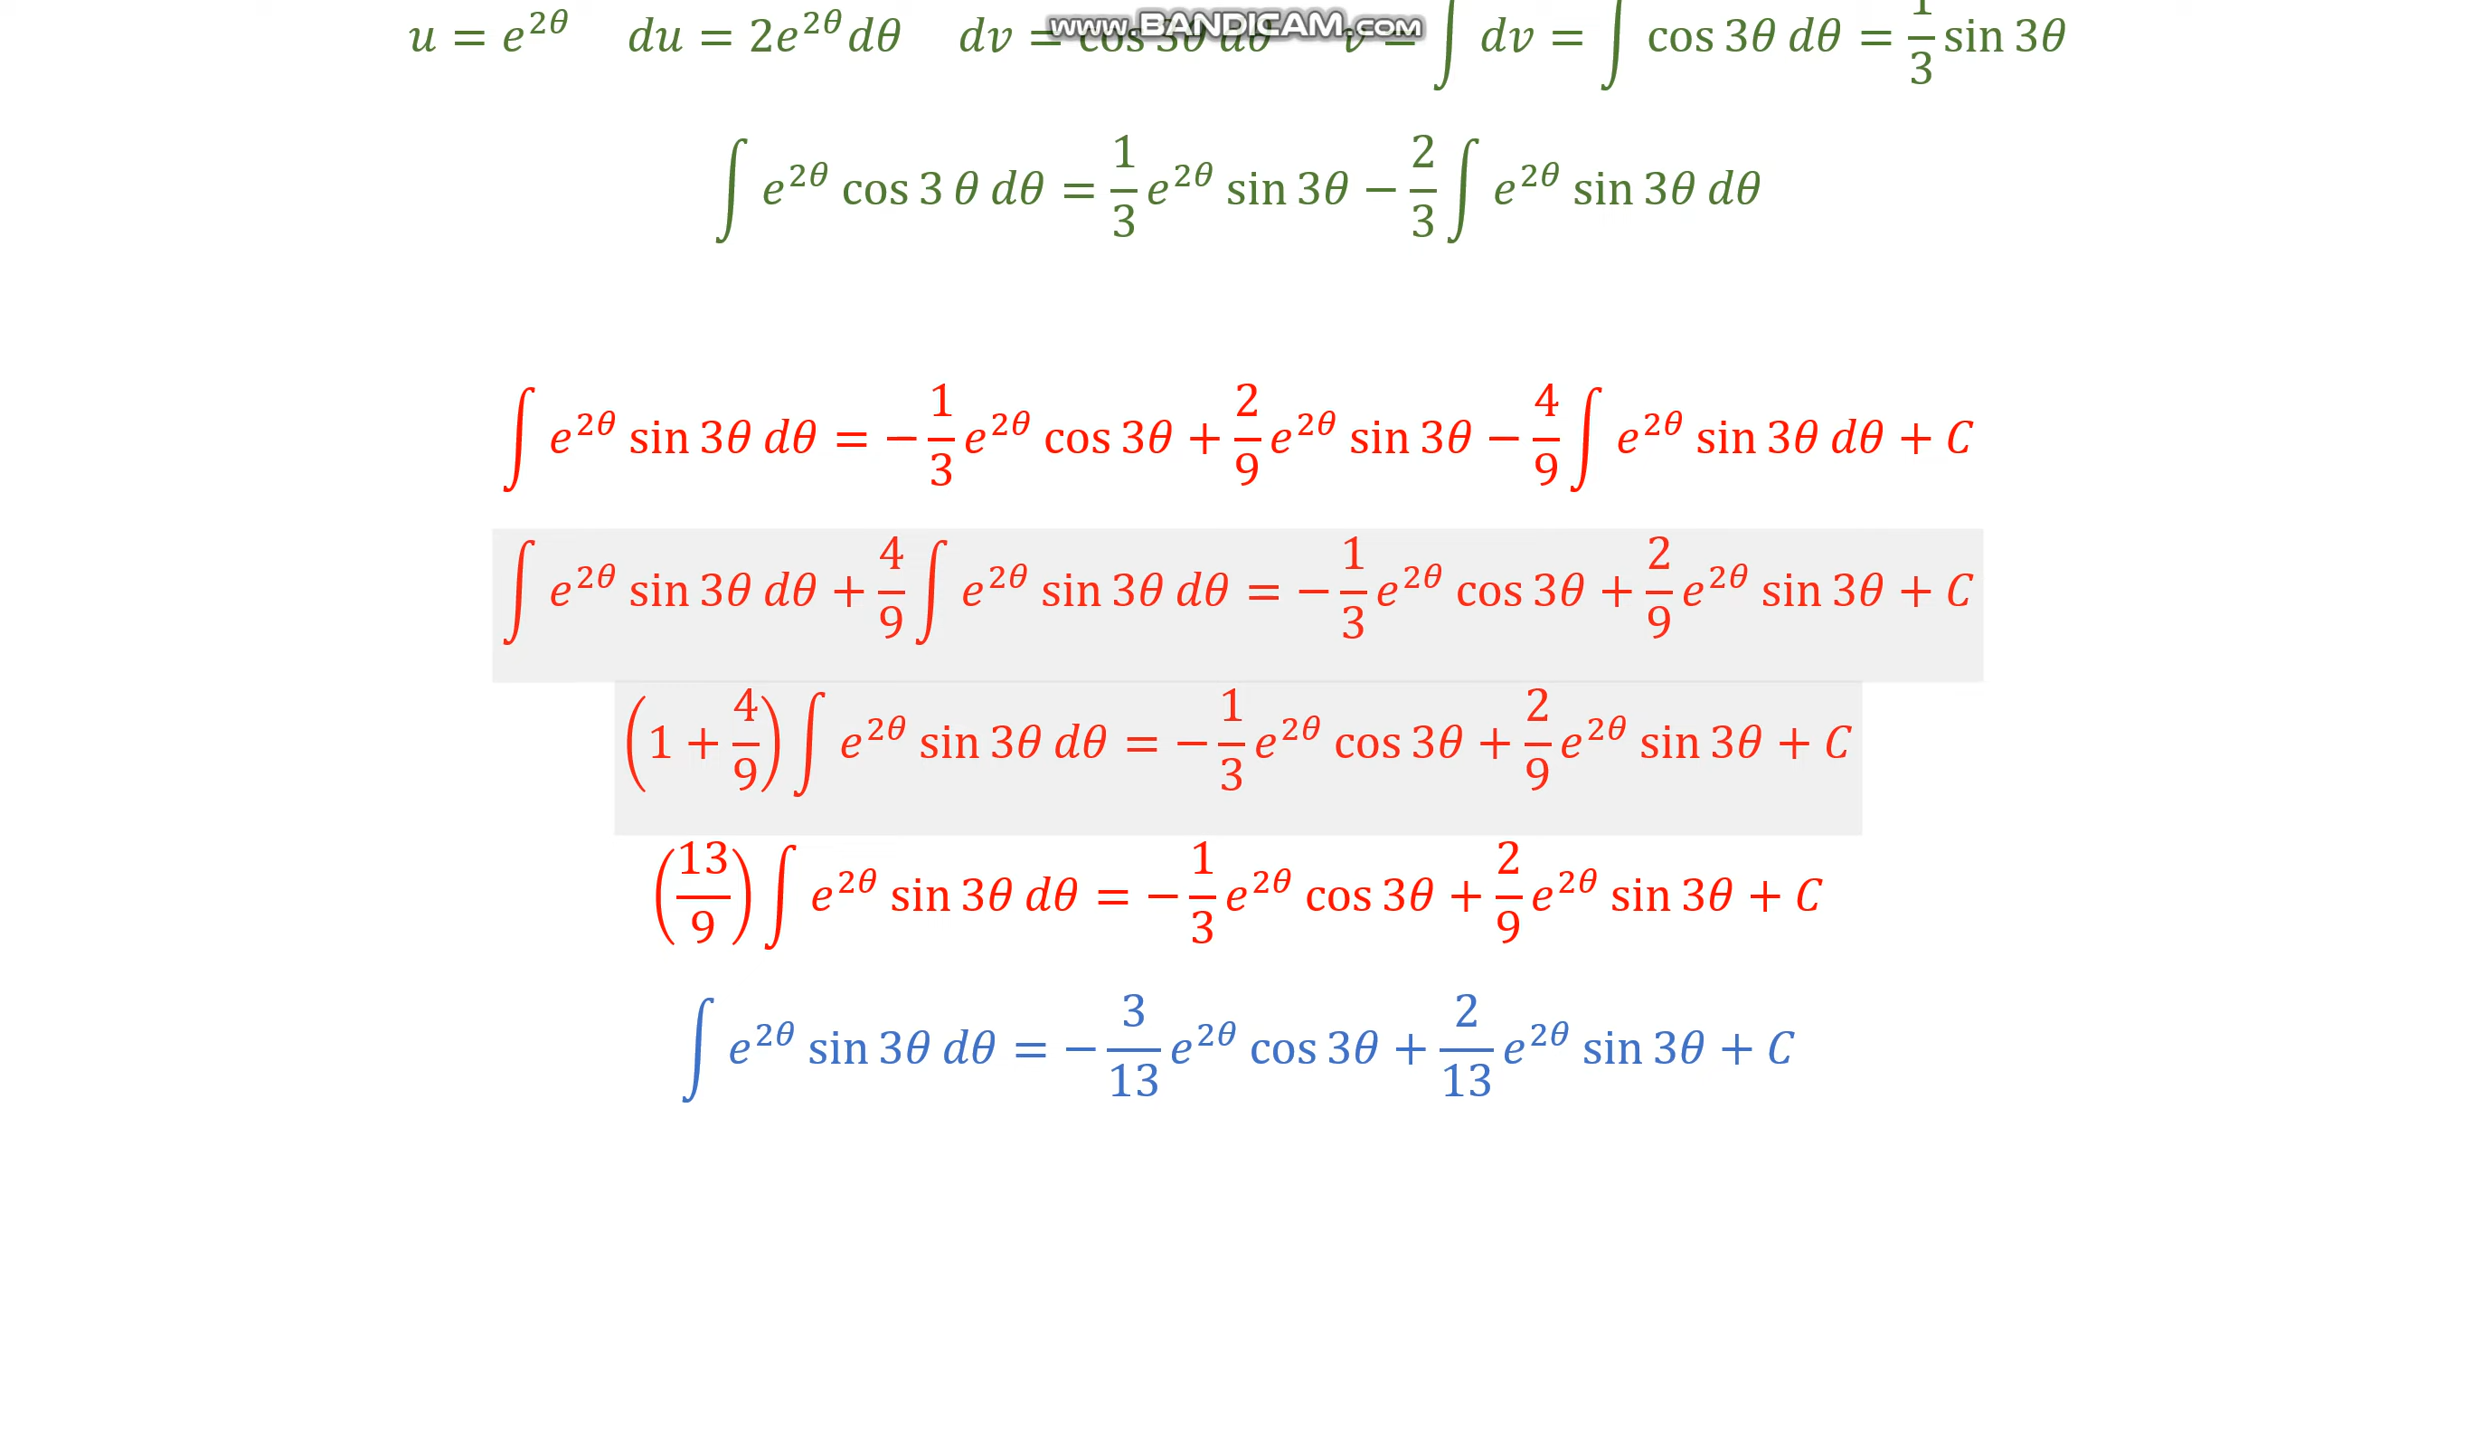 www.BANDICAM.com
u = e^{2θ} du = 2e^{2θ}dθ dv = cos 3θ dθ v = ∫ dv = ∫ cos 3θ dθ = 1/3 sin 3θ
∫ e^{2θ} cos 3 θ dθ = 1/3 e^{2θ} sin 3θ − 2/3 ∫ e^{2θ} sin 3θ dθ
∫ e^{2θ} sin 3θ dθ = − 1/3 e^{2θ} cos 3θ + 2/9 e^{2θ} sin 3θ − 4/9 ∫ e^{2θ} sin 3θ dθ + C
∫ e^{2θ} sin 3θ dθ + 4/9 ∫ e^{2θ} sin 3θ dθ = − 1/3 e^{2θ} cos 3θ + 2/9 e^{2θ} sin 3θ + C
(1 + 4/9) ∫ e^{2θ} sin 3θ dθ = − 1/3 e^{2θ} cos 3θ + 2/9 e^{2θ} sin 3θ + C
(13/9) ∫ e^{2θ} sin 3θ dθ = − 1/3 e^{2θ} cos 3θ + 2/9 e^{2θ} sin 3θ + C
∫ e^{2θ} sin 3θ dθ = − 3/13 e^{2θ} cos 3θ + 2/13 e^{2θ} sin 3θ + C